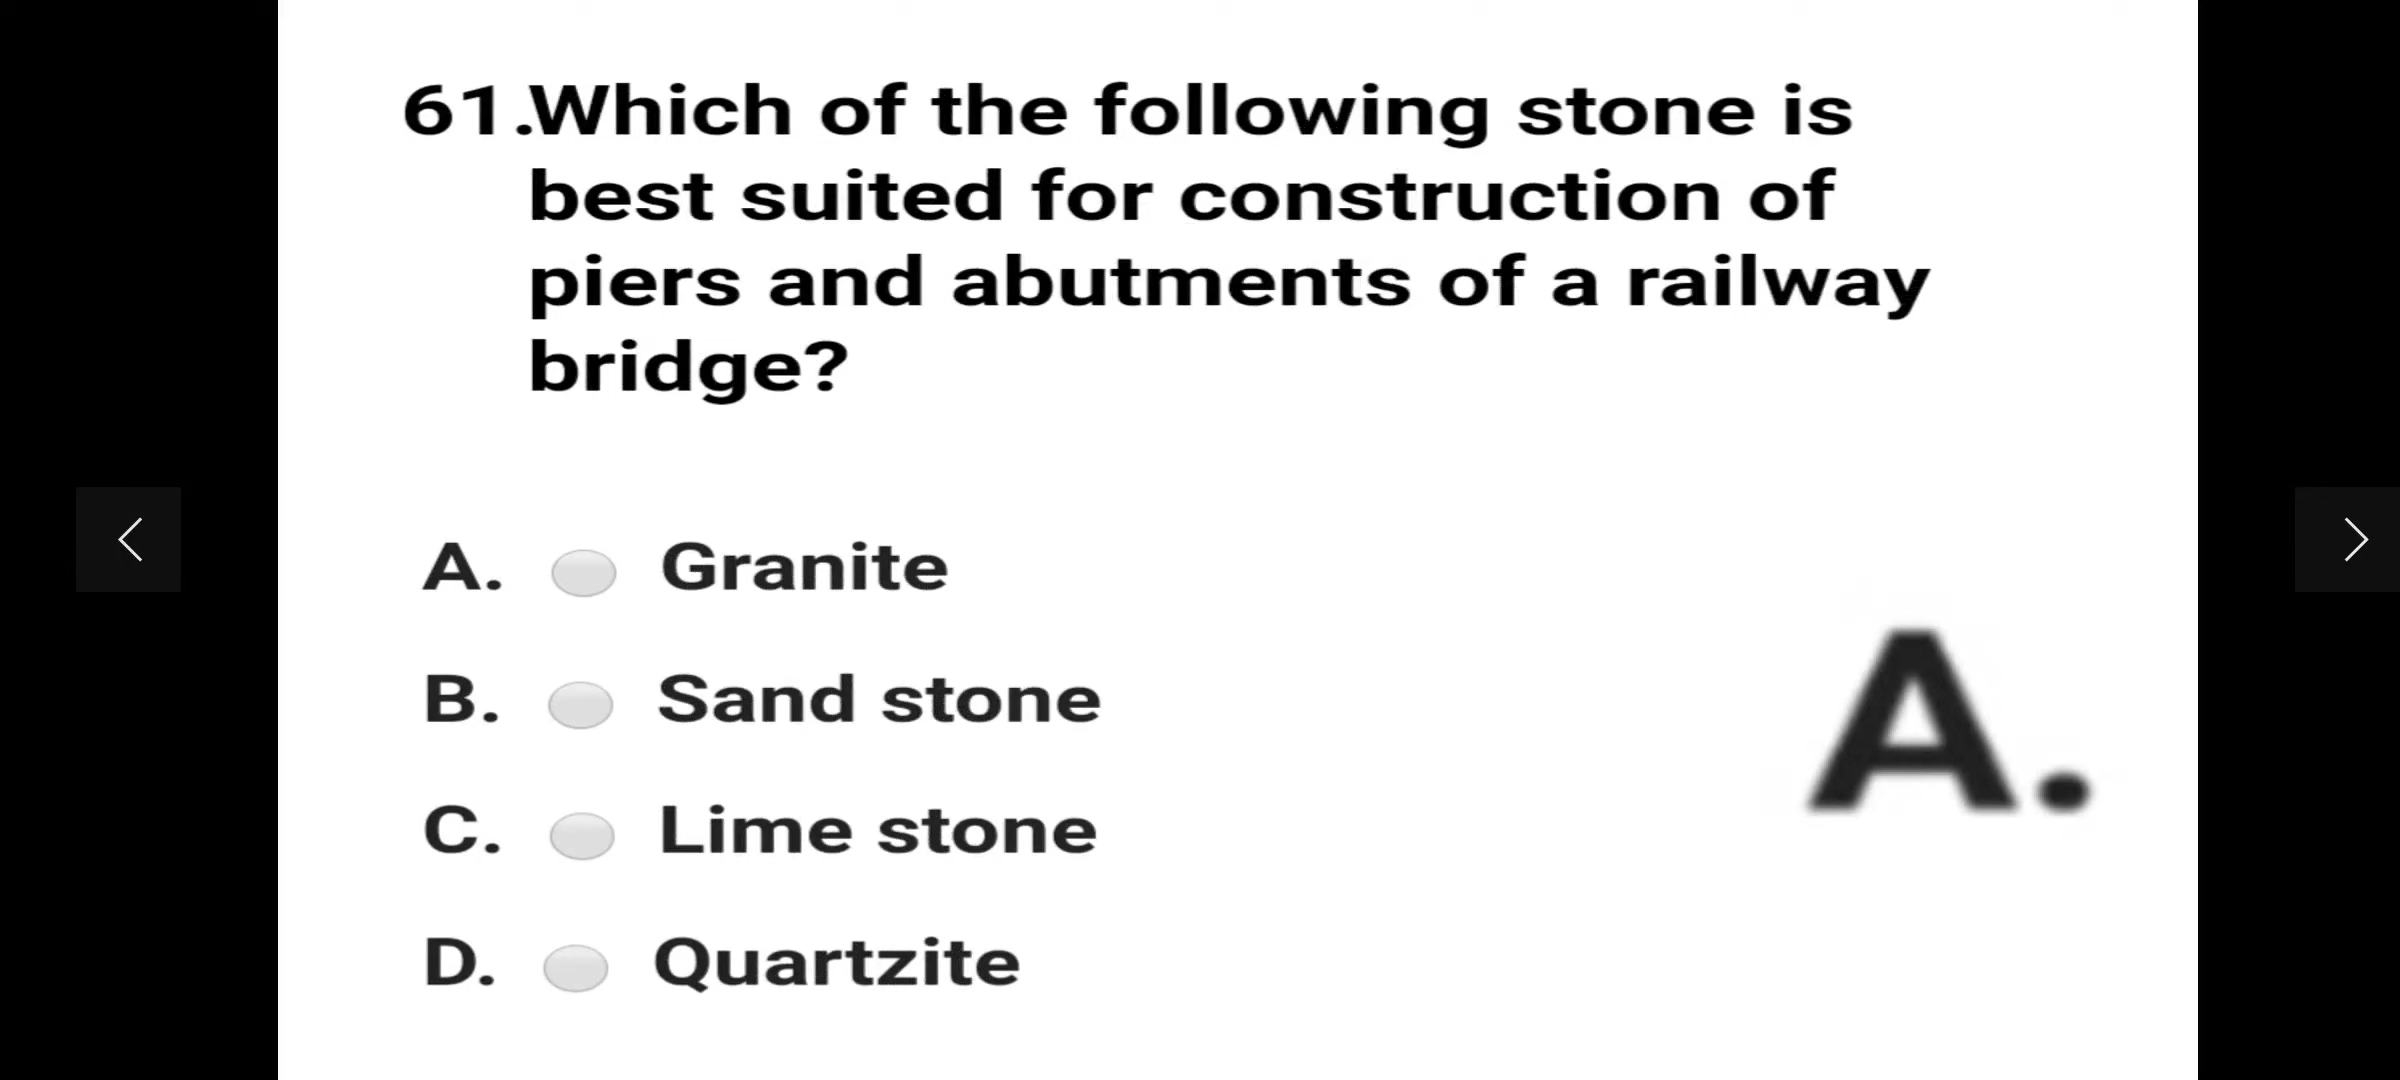 61.Which of the following stone is
best suited for construction of
piers and abutments of a railway
bridge?
A. Granite
B. Sand stone
C. Lime stone
D. Quartzite
A.